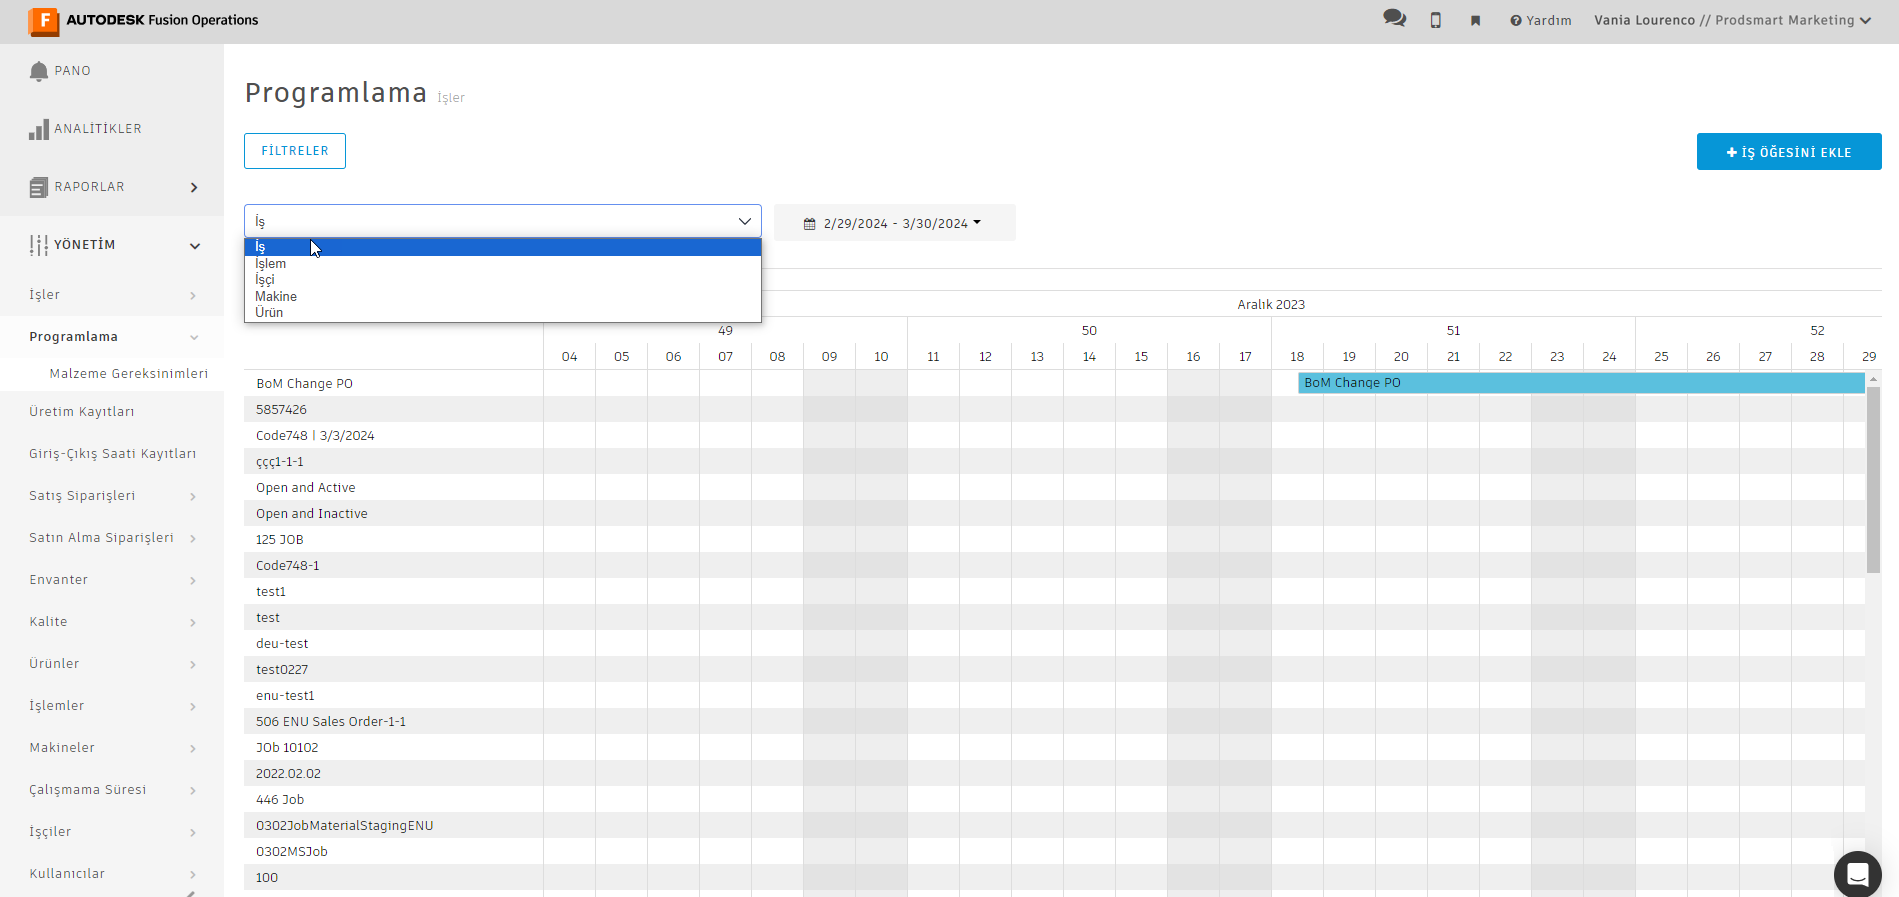 AUTODESK Fusion Operations
Yardım
Vania Lourenco // Prodsmart Marketing
PANO
ANALİTİKLER
RAPORLAR
YÖNETİM
İşler
Programlama
Malzeme Gereksinimleri
Üretim Kayıtları
Giriş-Çıkış Saati Kayıtları
Satış Siparişleri
Satın Alma Siparişleri
Envanter
Kalite
Ürünler
İşlemler
Makineler
Çalışmama Süresi
İşçiler
Kullanıcılar
Programlama İşler
FİLTRELER
İŞ ÖĞESİNİ EKLE
İş
2/29/2024 - 3/30/2024
İş
İşlem
İşçi
Makine
Ürün
Aralık 2023
49 50 51 52
04 05 06 07 08 09 10 11 12 13 14 15 16 17 18 19 20 21 22 23 24 25 26 27 28 29
BoM Change PO BoM Change PO
5857426
Code748 | 3/3/2024
ççç1-1-1
Open and Active
Open and Inactive
125 JOB
Code748-1
test1
test
deu-test
test0227
enu-test1
506 ENU Sales Order-1-1
JOb 10102
2022.02.02
446 Job
0302JobMaterialStagingENU
0302MSJob
100